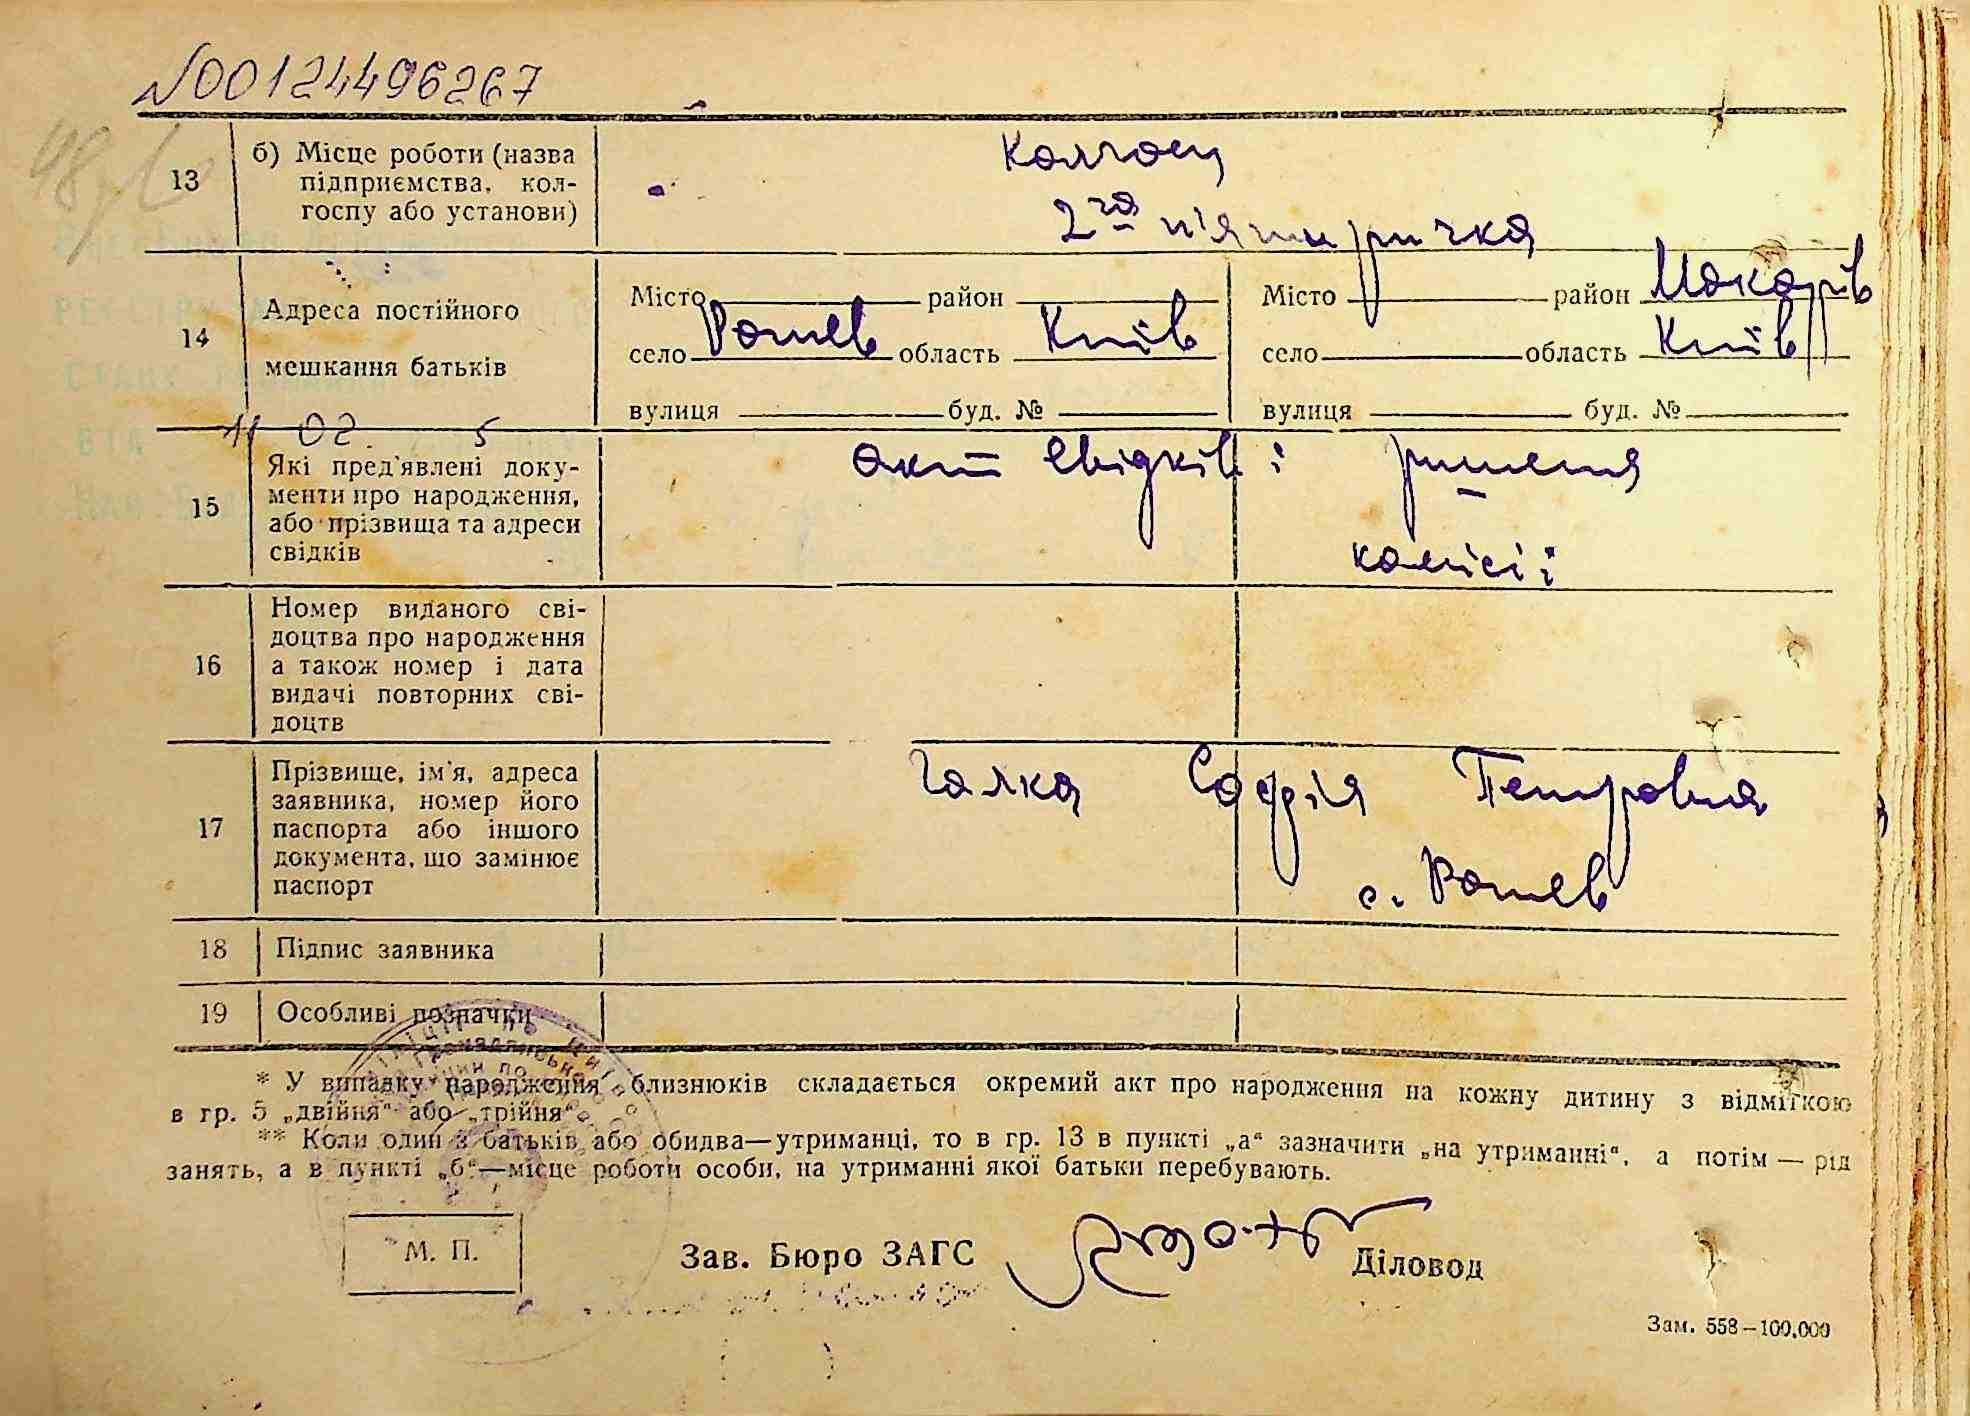 №00124496267
13
б) Місце роботи (назва
підприємства, кол-
госпу або установи)
Колгосп
2га п'ятиричка
14
Адреса постійного
мешкання батьків
Місто район
село Рожев область Київ
вулиця буд. №
Місто район Макарів
село область Київ
вулиця буд. №
11 02. 5
15
Які пред'явлені доку-
менти про народження,
або прізвища та адреси
свідків
Акт свідків і рішення
комісії
16
Номер виданого сві-
доцтва про народження
а також номер і дата
видачі повторних сві-
доцтв
17
Прізвище, ім'я, адреса
заявника, номер його
паспорта або іншого
документа, що замінює
паспорт
Галка Софія Петровна
с. Рожев
18 Підпис заявника
19 Особливі позначки
* У випадку народження близнюків складається окремий акт про народження на кожну дитину з відміткою
в гр. 5 „двійня“ або „трійня“
** Коли один з батьків або обидва—утриманці, то в гр. 13 в пункті „а“ зазначити „на утриманні“, а потім — рід
занять, а в пункті „б“—місце роботи особи, на утриманні якої батьки перебувають.
М. П.
Зав. Бюро ЗАГС Діловод
Зам. 558–100,000